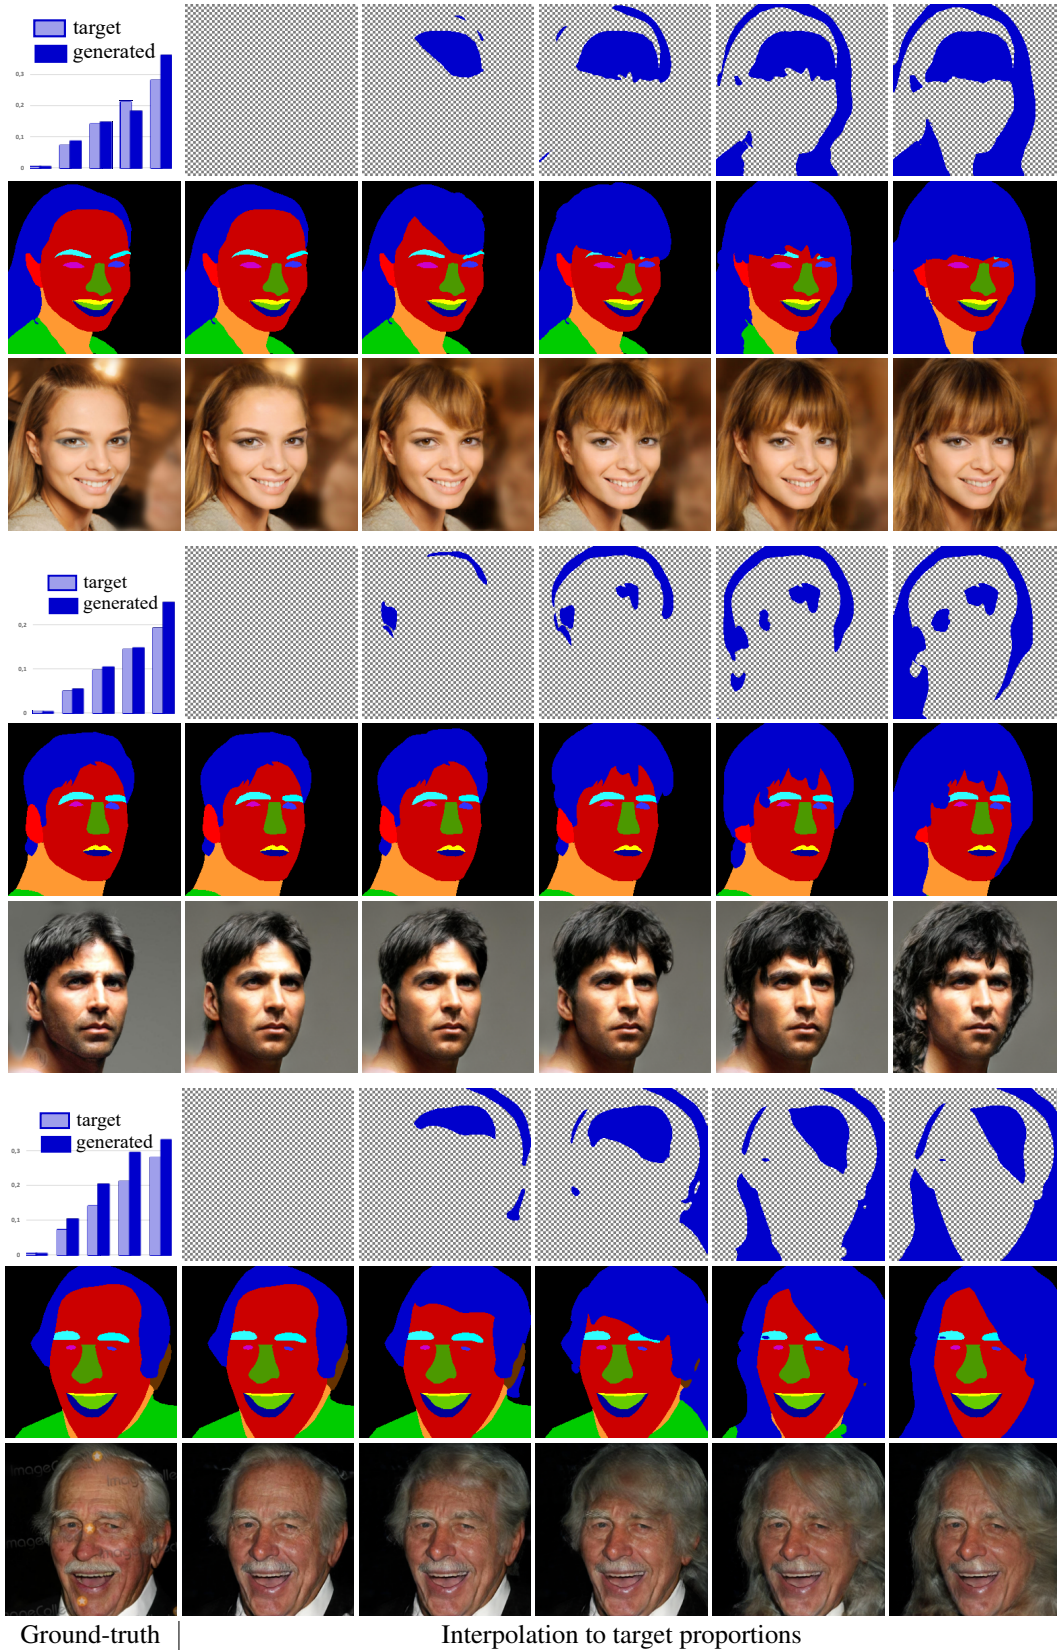 target
generated
0,3
0,2
0,1
0
target
generated
0,2
0,1
0
target
generated
0,3
0,2
0,1
0
Ground-truth
Interpolation to target proportions